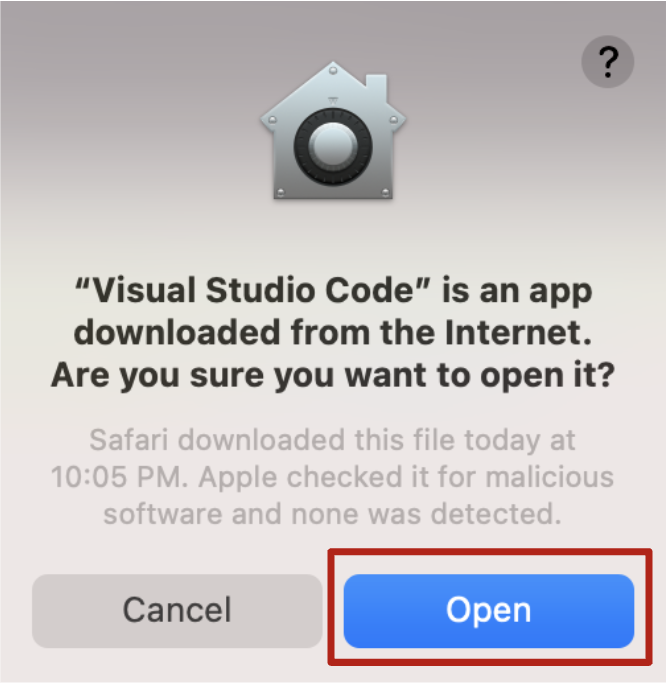 ?
“Visual Studio Code” is an app
downloaded from the Internet.
Are you sure you want to open it?
Safari downloaded this file today at
10:05 PM. Apple checked it for malicious
software and none was detected.
Cancel
Open